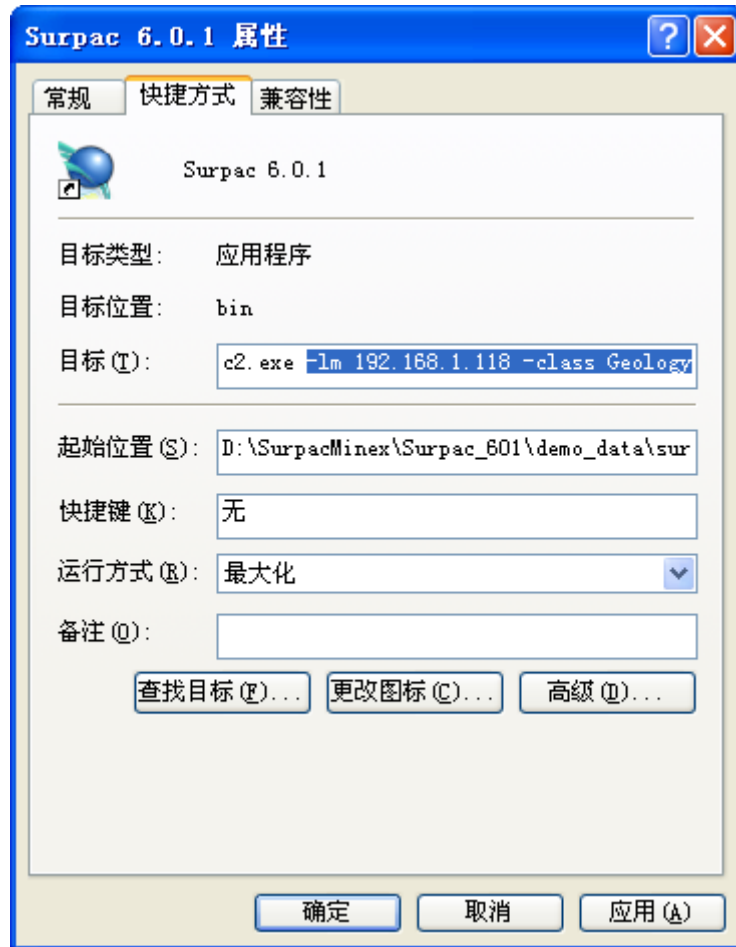 Surpac 6.0.1 属性
常规 快捷方式 兼容性
Surpac 6.0.1
目标类型: 应用程序
目标位置: bin
目标(T): c2.exe -lm 192.168.1.118 -class Geology
起始位置(S): D:\SurpacMinex\Surpac_601\demo_data\sur
快捷键(K): 无
运行方式(R): 最大化
备注(O):
查找目标(F)... 更改图标(C)... 高级(D)...
确定 取消 应用(A)